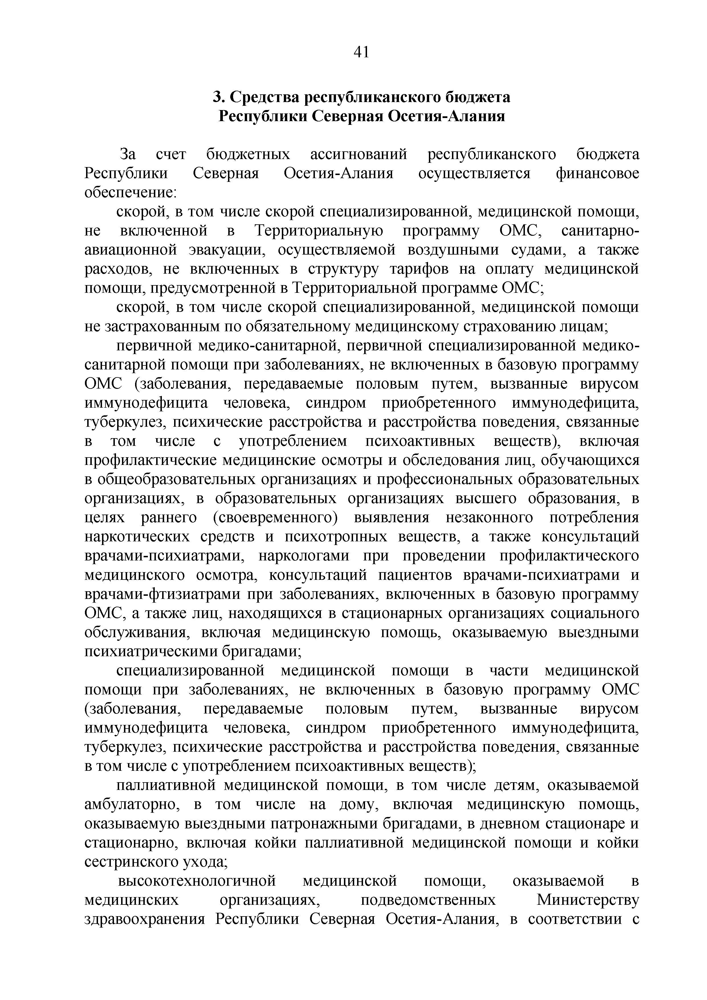 41
3. Средства республиканского бюджета
Республики Северная Осетия-Алания
За счет бюджетных ассигнований республиканского бюджета
Республики Северная Осетия-Алания осуществляется финансовое
обеспечение:
скорой, в том числе скорой специализированной, медицинской помощи,
не включенной в Территориальную программу ОМС, санитарно-
авиационной эвакуации, осуществляемой воздушными судами, а также
расходов, не включенных в структуру тарифов на оплату медицинской
помощи, предусмотренной в Территориальной программе ОМС;
скорой, в том числе скорой специализированной, медицинской помощи
не застрахованным по обязательному медицинскому страхованию лицам;
первичной медико-санитарной, первичной специализированной медико-
санитарной помощи при заболеваниях, не включенных в базовую программу
ОМС (заболевания, передаваемые половым путем, вызванные вирусом
иммунодефицита человека, синдром приобретенного иммунодефицита,
туберкулез, психические расстройства и расстройства поведения, связанные
в том числе с употреблением психоактивных веществ), включая
профилактические медицинские осмотры и обследования лиц, обучающихся
в общеобразовательных организациях и профессиональных образовательных
организациях, в образовательных организациях высшего образования, в
целях раннего (своевременного) выявления незаконного потребления
наркотических средств и психотропных веществ, а также консультаций
врачами-психиатрами, наркологами при проведении профилактического
медицинского осмотра, консультаций пациентов врачами-психиатрами и
врачами-фтизиатрами при заболеваниях, включенных в базовую программу
ОМС, а также лиц, находящихся в стационарных организациях социального
обслуживания, включая медицинскую помощь, оказываемую выездными
психиатрическими бригадами;
специализированной медицинской помощи в части медицинской
помощи при заболеваниях, не включенных в базовую программу ОМС
(заболевания, передаваемые половым путем, вызванные вирусом
иммунодефицита человека, синдром приобретенного иммунодефицита,
туберкулез, психические расстройства и расстройства поведения, связанные
в том числе с употреблением психоактивных веществ);
паллиативной медицинской помощи, в том числе детям, оказываемой
амбулаторно, в том числе на дому, включая медицинскую помощь,
оказываемую выездными патронажными бригадами, в дневном стационаре и
стационарно, включая койки паллиативной медицинской помощи и койки
сестринского ухода;
высокотехнологичной медицинской помощи, оказываемой в
медицинских организациях, подведомственных Министерству
здравоохранения Республики Северная Осетия-Алания, в соответствии с